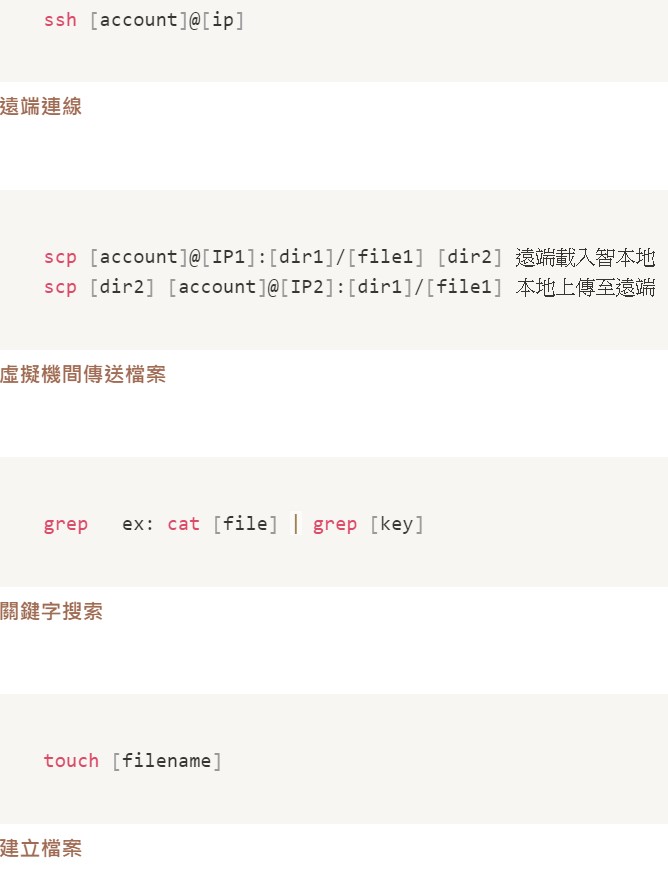 ssh [account]@[ip]
遠端連線
scp [account]@[IP1]:[dir1]/[file1] [dir2] 遠端載入智本地
scp [dir2] [account]@[IP2]:[dir1]/[file1] 本地上傳至遠端
虛擬機間傳送檔案
grep   ex: cat [file] | grep [key]
關鍵字搜索
touch [filename]
建立檔案